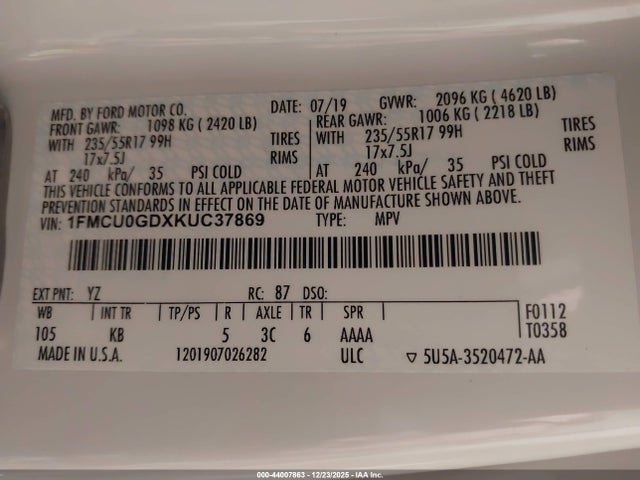 MFD. BY FORD MOTOR CO. DATE: 07/19 GVWR: 2096 KG ( 4620 LB)
FRONT GAWR: 1098 KG ( 2420 LB) REAR GAWR: 1006 KG ( 2218 LB)
WITH 235/55R17 99H TIRES WITH 235/55R17 99H TIRES
17x7.5J RIMS 17x7.5J RIMS
AT 240 kPa/ 35 PSI COLD AT 240 kPa/ 35 PSI COLD
THIS VEHICLE CONFORMS TO ALL APPLICABLE FEDERAL MOTOR VEHICLE SAFETY AND THEFT
PREVENTION STANDARDS IN EFFECT ON THE DATE OF MANUFACTURE SHOWN ABOVE.
VIN: 1FMCU0GDXKUC37869 TYPE: MPV
EXT PNT: YZ RC: 87 DSO:
WB INT TR TP/PS R AXLE TR SPR F0112
105 KB 5 3C 6 AAAA T0358
MADE IN U.S.A. 1201907026282 ULC ▽ 5U5A-3520472-AA
000-44007863 - 12/23/2025 - IAA Inc.